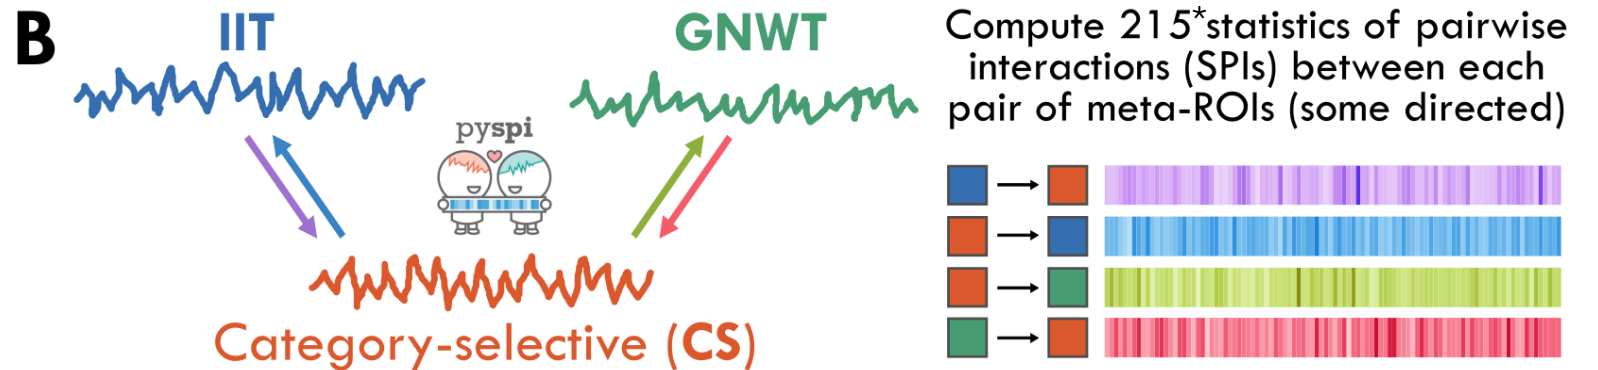 B
IIT
GNWT
pyspi
Category-selective (CS)
Compute 215*statistics of pairwise
interactions (SPIs) between each
pair of meta-ROIs (some directed)